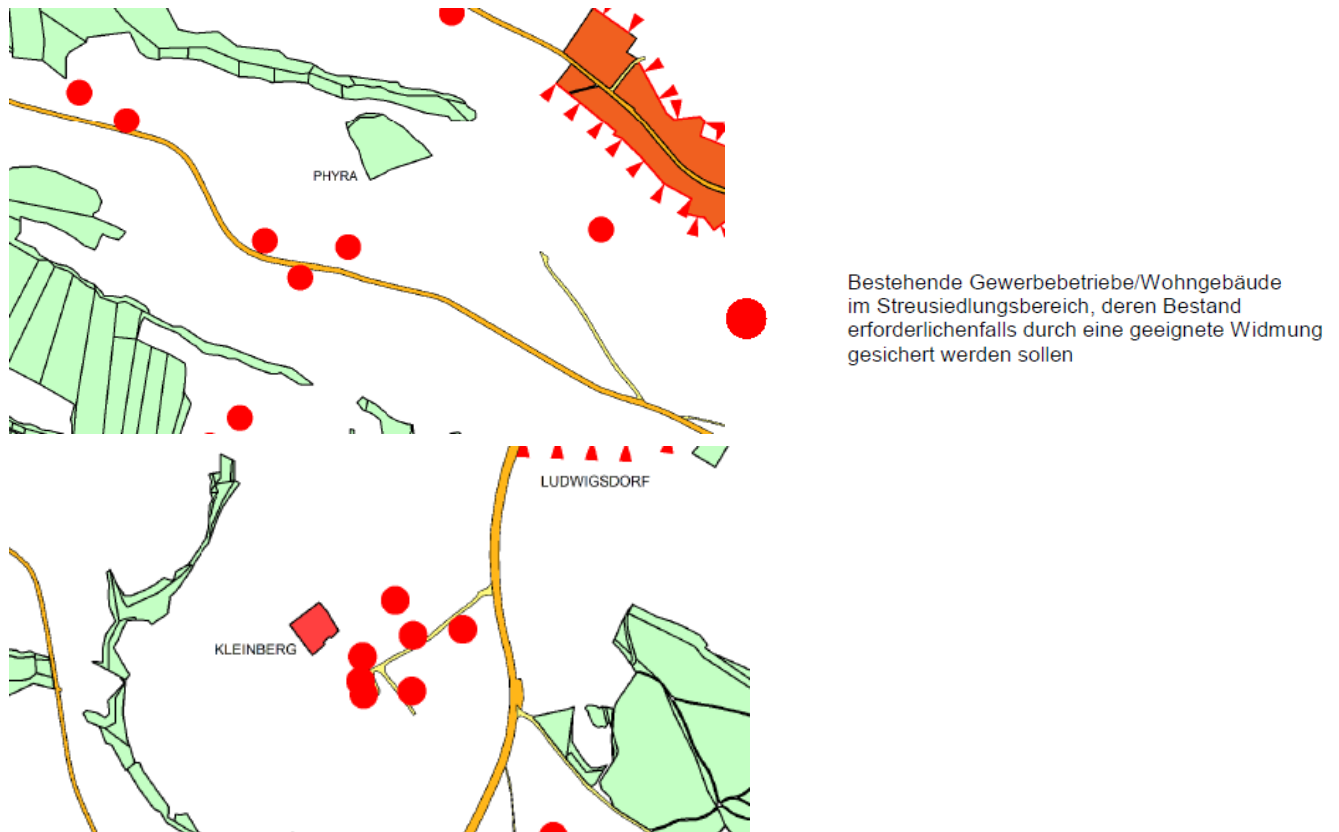 PHYRA
Bestehende Gewerbebetriebe/Wohngebäude
im Streusiedlungsbereich, deren Bestand
erforderlichenfalls durch eine geeignete Widmung
gesichert werden sollen
LUDWIGSDORF
KLEINBERG